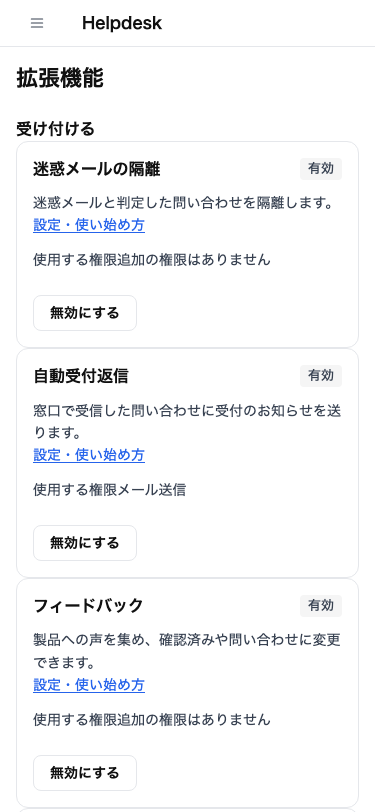 Helpdesk
拡張機能
受け付ける
迷惑メールの隔離
有効
迷惑メールと判定した問い合わせを隔離します。
設定・使い始め方
使用する権限追加の権限はありません
無効にする
自動受付返信
有効
窓口で受信した問い合わせに受付のお知らせを送
ります。
設定・使い始め方
使用する権限メール送信
無効にする
フィードバック
有効
製品への声を集め、確認済みや問い合わせに変更
できます。
設定・使い始め方
使用する権限追加の権限はありません
無効にする